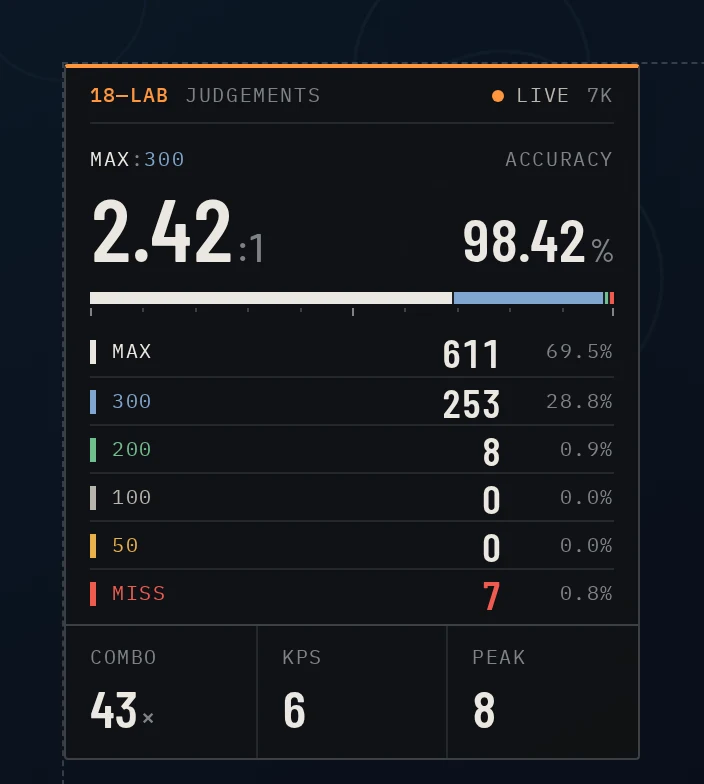 18–LAB JUDGEMENTS LIVE 7K
MAX:300 ACCURACY
2.42:1 98.42%
MAX 611 69.5%
300 253 28.8%
200 8 0.9%
100 0 0.0%
50 0 0.0%
MISS 7 0.8%
COMBO KPS PEAK
43× 6 8